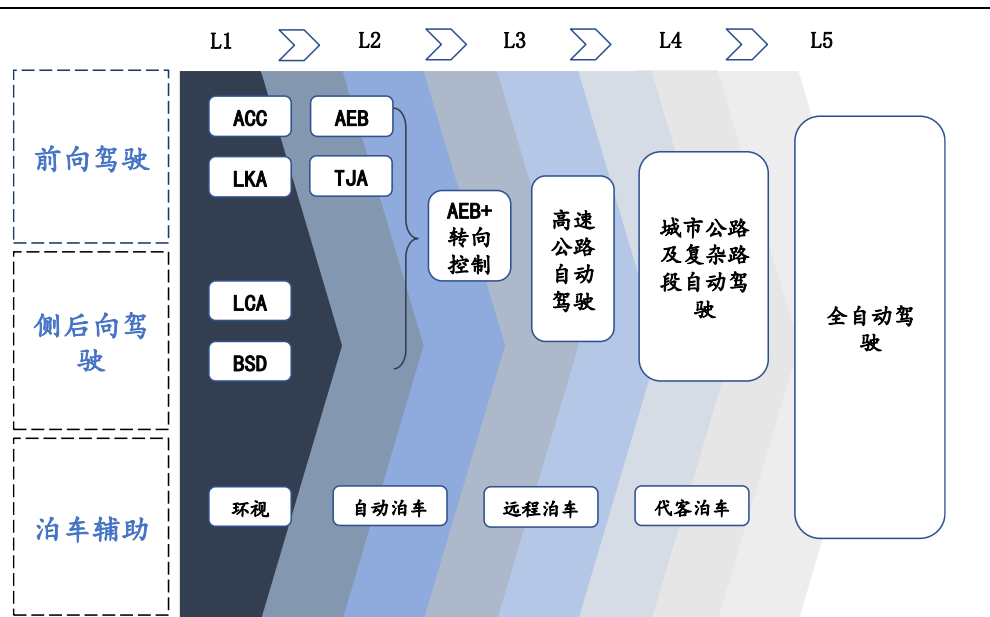 L1 L2 L3 L4 L5
前向驾驶
ACC
AEB
LKA
TJA
AEB+
转向
控制
高速
公路
自动
驾驶
城市公路
及复杂路
段自动驾
驶
全自动驾
驶
侧后向驾
驶
LCA
BSD
泊车辅助
环视
自动泊车
远程泊车
代客泊车